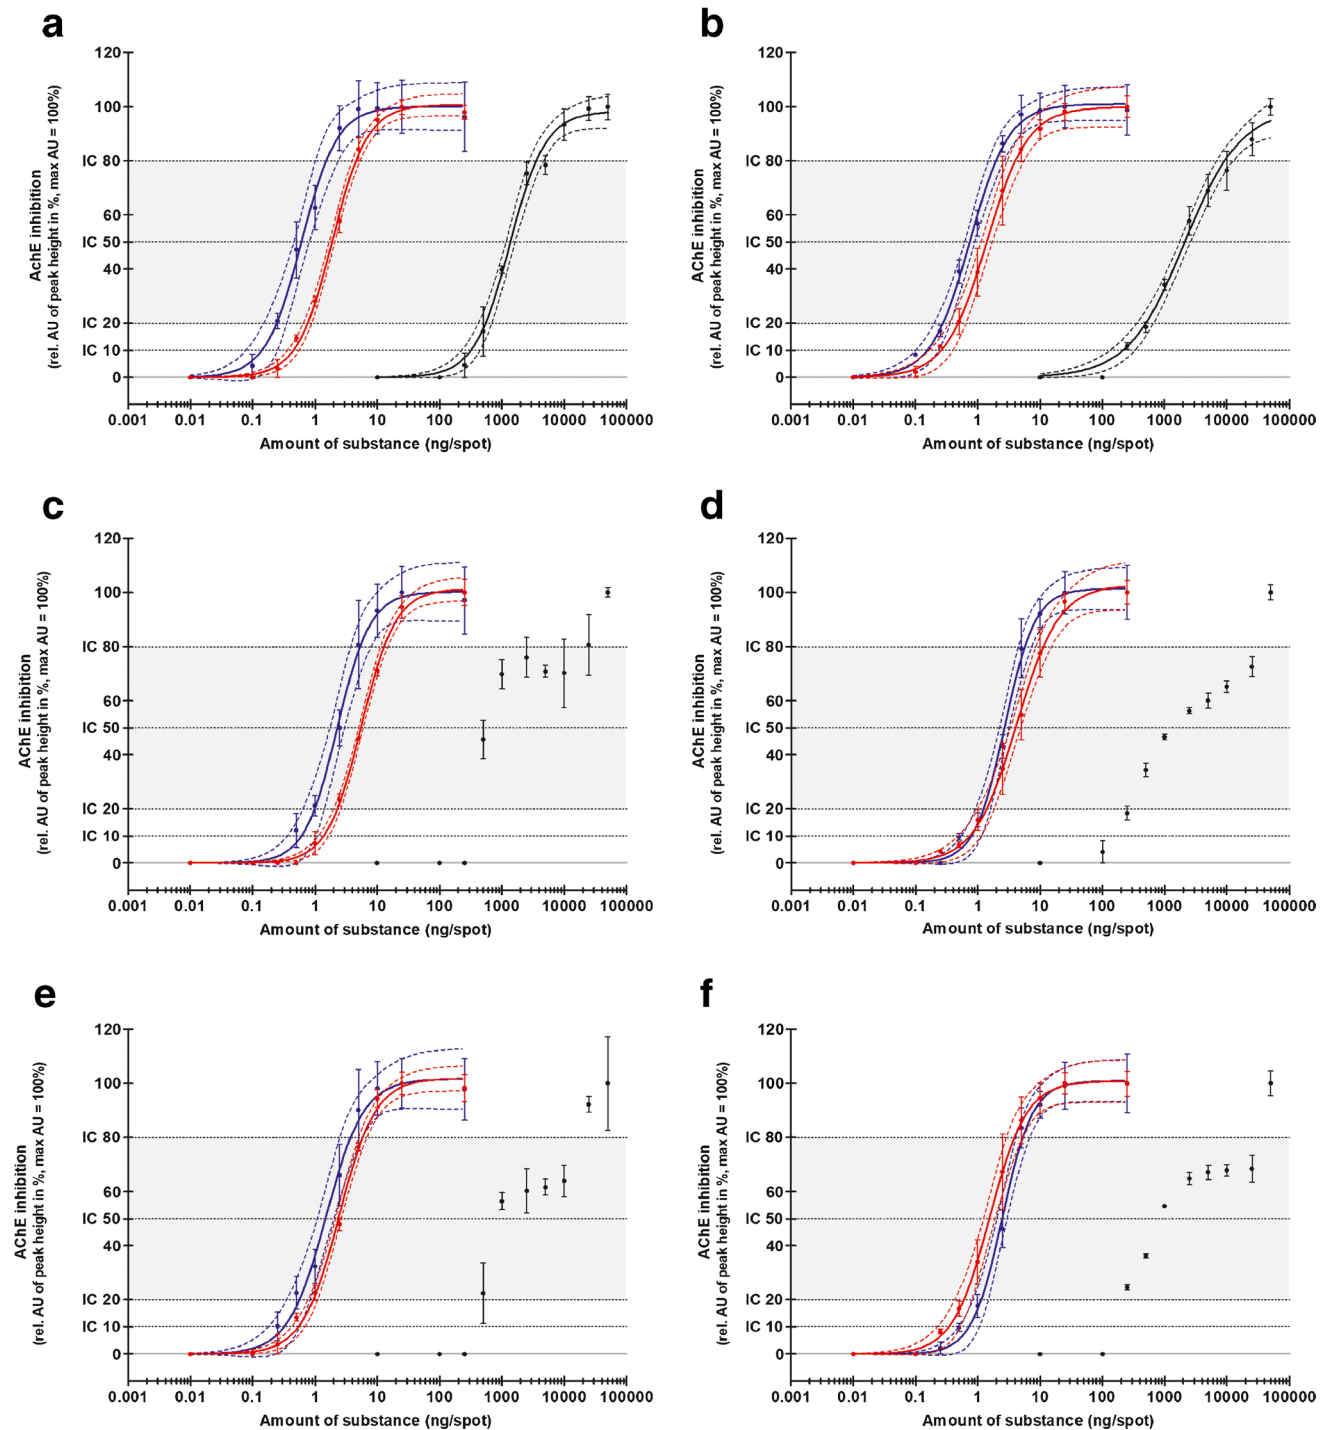 a
120
100
IC 80
60
IC 50
40
IC 20
IC 10
0
AChE inhibition
(rel. AU of peak height in %, max AU = 100%)
0.001 0.01 0.1 1 10 100 1000 10000 100000
Amount of substance (ng/spot)
b
120
100
IC 80
60
IC 50
40
IC 20
IC 10
0
AChE inhibition
(rel. AU of peak height in %, max AU = 100%)
0.001 0.01 0.1 1 10 100 1000 10000 100000
Amount of substance (ng/spot)
c
120
100
IC 80
60
IC 50
40
IC 20
IC 10
0
AChE inhibition
(rel. AU of peak height in %, max AU = 100%)
0.001 0.01 0.1 1 10 100 1000 10000 100000
Amount of substance (ng/spot)
d
120
100
IC 80
60
IC 50
40
IC 20
IC 10
0
AChE inhibition
(rel. AU of peak height in %, max AU = 100%)
0.001 0.01 0.1 1 10 100 1000 10000 100000
Amount of substance (ng/spot)
e
120
100
IC 80
60
IC 50
40
IC 20
IC 10
0
AChE inhibition
(rel. AU of peak height in %, max AU = 100%)
0.001 0.01 0.1 1 10 100 1000 10000 100000
Amount of substance (ng/spot)
f
120
100
IC 80
60
IC 50
40
IC 20
IC 10
0
AChE inhibition
(rel. AU of peak height in %, max AU = 100%)
0.001 0.01 0.1 1 10 100 1000 10000 100000
Amount of substance (ng/spot)